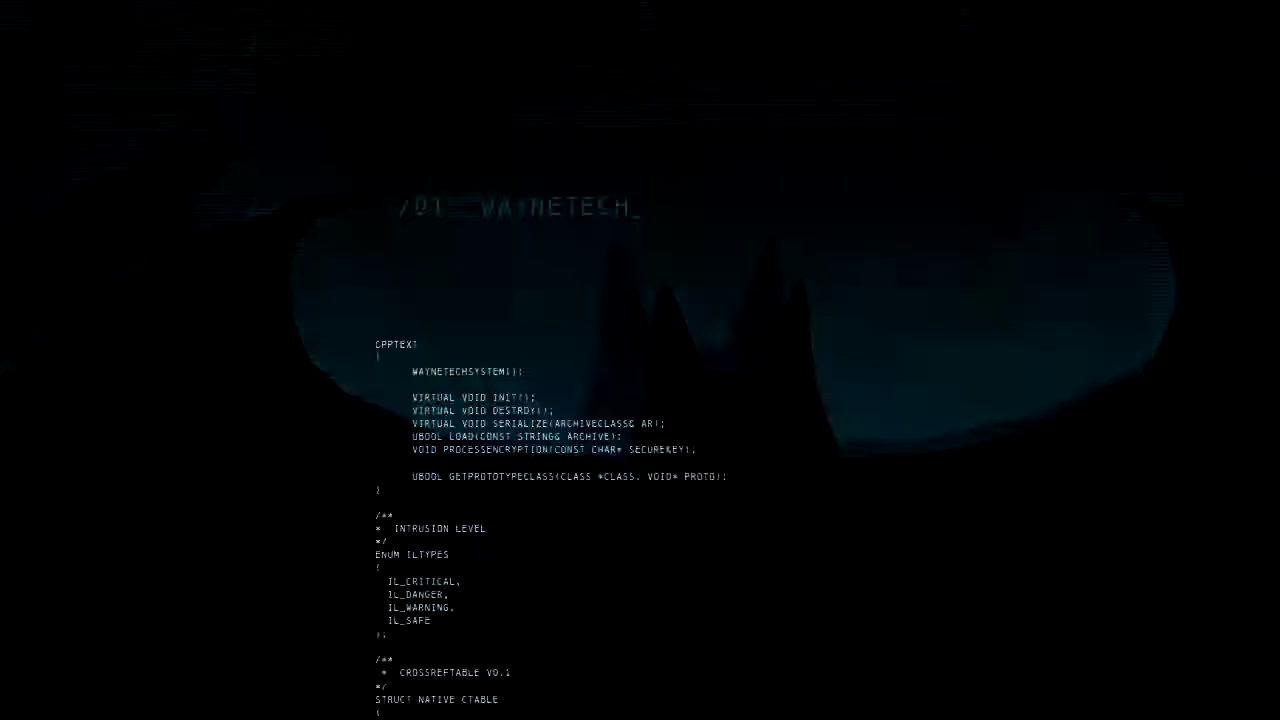 /01 WAYNETECH_
CPPTEXT
{
WAYNETECHSYSTEM();
VIRTUAL VOID INIT();
VIRTUAL VOID DESTROY();
VIRTUAL VOID SERIALIZE(ARCHIVECLASS& AR);
UBOOL LOAD(CONST STRING& ARCHIVE);
VOID PROCESSENCRYPTION(CONST CHAR* SECUREKEY);
UBOOL GETPROTOTYPECLASS(CLASS *CLASS, VOID* PROTO);
}
/**
* INTRUSION LEVEL
*/
ENUM ILTYPES
{
IL_CRITICAL,
IL_DANGER,
IL_WARNING,
IL_SAFE
};
/**
* CROSSREFTABLE V0.1
*/
STRUCT NATIVE CTABLE
{